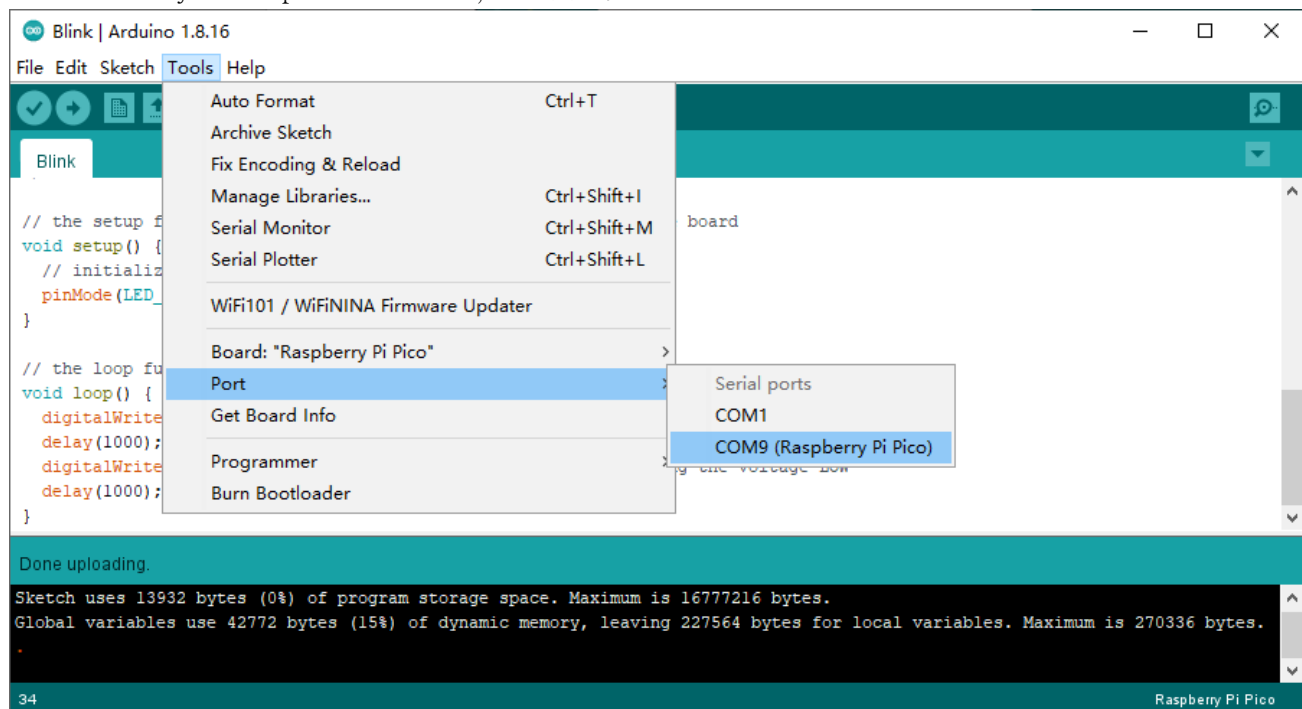 Blink | Arduino 1.8.16
File Edit Sketch Tools Help
Auto Format Ctrl+T
Archive Sketch
Fix Encoding & Reload
Manage Libraries... Ctrl+Shift+I
Serial Monitor Ctrl+Shift+M
Serial Plotter Ctrl+Shift+L
WiFi101 / WiFiNINA Firmware Updater
Board: "Raspberry Pi Pico"
Port
Get Board Info
Programmer
Burn Bootloader
Serial ports
COM1
COM9 (Raspberry Pi Pico)
Blink
// the setup f board
void setup() {
// initializ
pinMode(LED_
}
// the loop fu
void loop() {
digitalWrite
delay(1000);
digitalWrite g the voltage LOW
delay(1000);
}
Done uploading.
Sketch uses 13932 bytes (0%) of program storage space. Maximum is 16777216 bytes.
Global variables use 42772 bytes (15%) of dynamic memory, leaving 227564 bytes for local variables. Maximum is 270336 bytes.
.
34 Raspberry Pi Pico